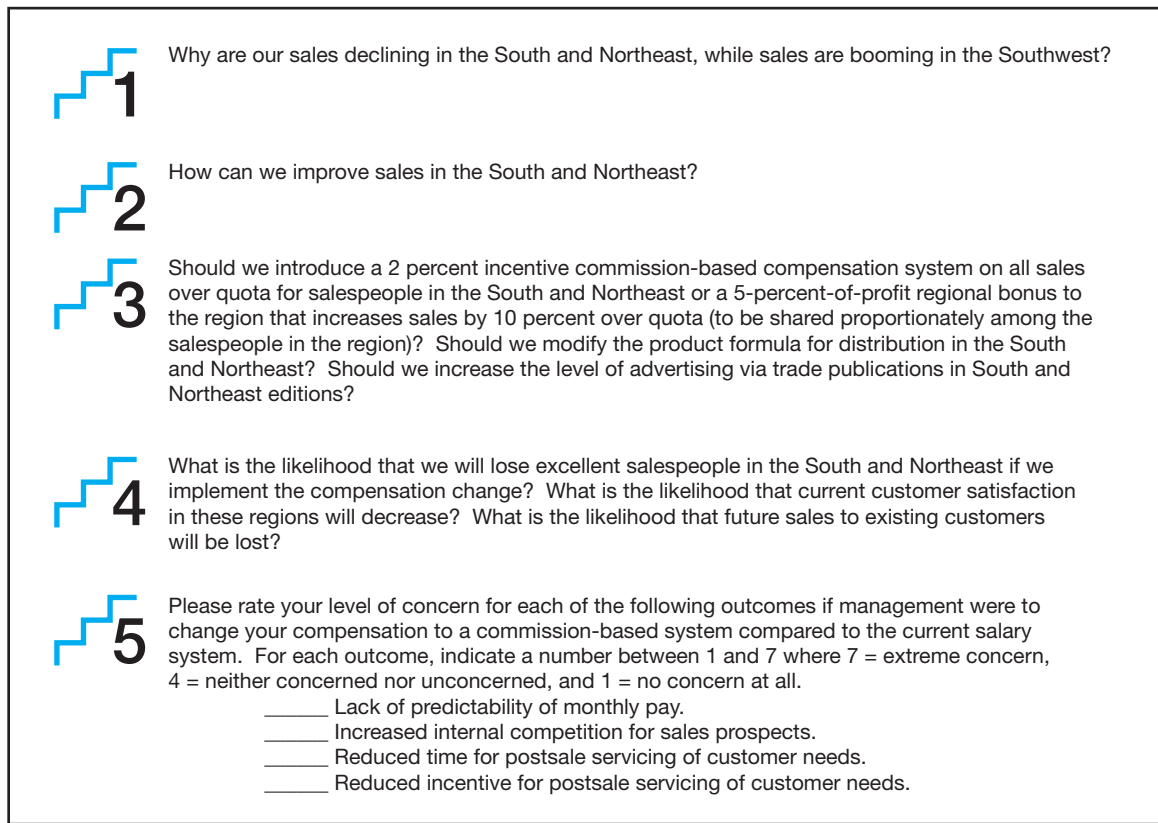 1
Why are our sales declining in the South and Northeast, while sales are booming in the Southwest?
2
How can we improve sales in the South and Northeast?
3
Should we introduce a 2 percent incentive commission-based compensation system on all sales
over quota for salespeople in the South and Northeast or a 5-percent-of-profit regional bonus to
the region that increases sales by 10 percent over quota (to be shared proportionately among the
salespeople in the region)? Should we modify the product formula for distribution in the South
and Northeast? Should we increase the level of advertising via trade publications in South and
Northeast editions?
4
What is the likelihood that we will lose excellent salespeople in the South and Northeast if we
implement the compensation change? What is the likelihood that current customer satisfaction
in these regions will decrease? What is the likelihood that future sales to existing customers
will be lost?
5
Please rate your level of concern for each of the following outcomes if management were to
change your compensation to a commission-based system compared to the current salary
system. For each outcome, indicate a number between 1 and 7 where 7 = extreme concern,
4 = neither concerned nor unconcerned, and 1 = no concern at all.
______ Lack of predictability of monthly pay.
______ Increased internal competition for sales prospects.
______ Reduced time for postsale servicing of customer needs.
______ Reduced incentive for postsale servicing of customer needs.